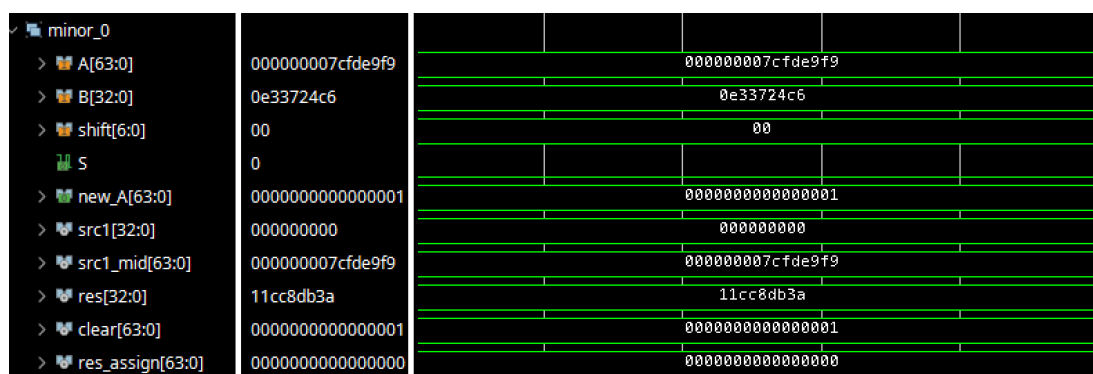 minor_0
A[63:0] 000000007cfde9f9 000000007cfde9f9
B[32:0] 0e33724c6 0e33724c6
shift[6:0] 00 00
S 0
new_A[63:0] 0000000000000001 0000000000000001
src1[32:0] 000000000 000000000
src1_mid[63:0] 000000007cfde9f9 000000007cfde9f9
res[32:0] 11cc8db3a 11cc8db3a
clear[63:0] 0000000000000001 0000000000000001
res_assign[63:0] 0000000000000000 0000000000000000